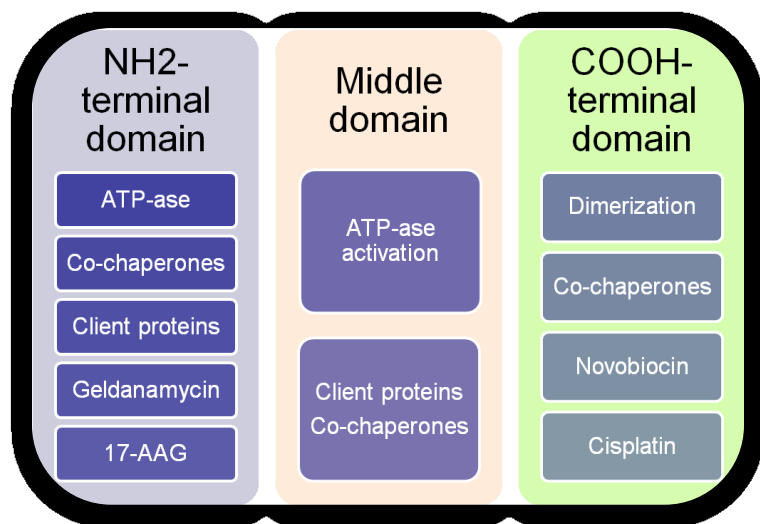 NH2-
terminal
domain
ATP-ase
Co-chaperones
Client proteins
Geldanamycin
17-AAG
Middle
domain
ATP-ase
activation
Client proteins
Co-chaperones
COOH-
terminal
domain
Dimerization
Co-chaperones
Novobiocin
Cisplatin